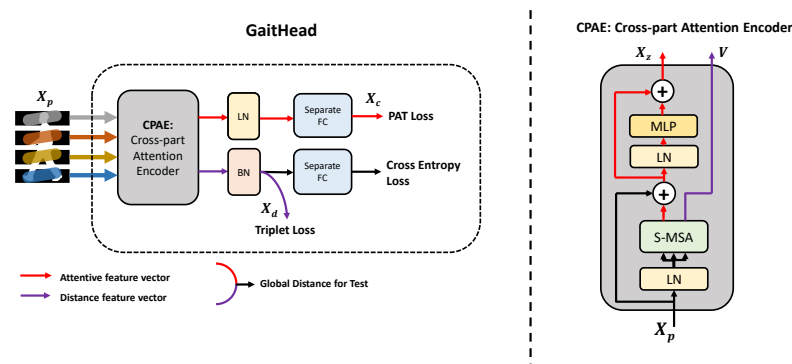 GaitHead
CPAE: Cross-part Attention Encoder
X_p
CPAE:
Cross-part
Attention
Encoder
LN
Separate
FC
X_c
PAT Loss
BN
Separate
FC
Cross Entropy
Loss
X_d
Triplet Loss
Attentive feature vector
Distance feature vector
Global Distance for Test
X_z
V
+
MLP
LN
+
S-MSA
LN
X_p